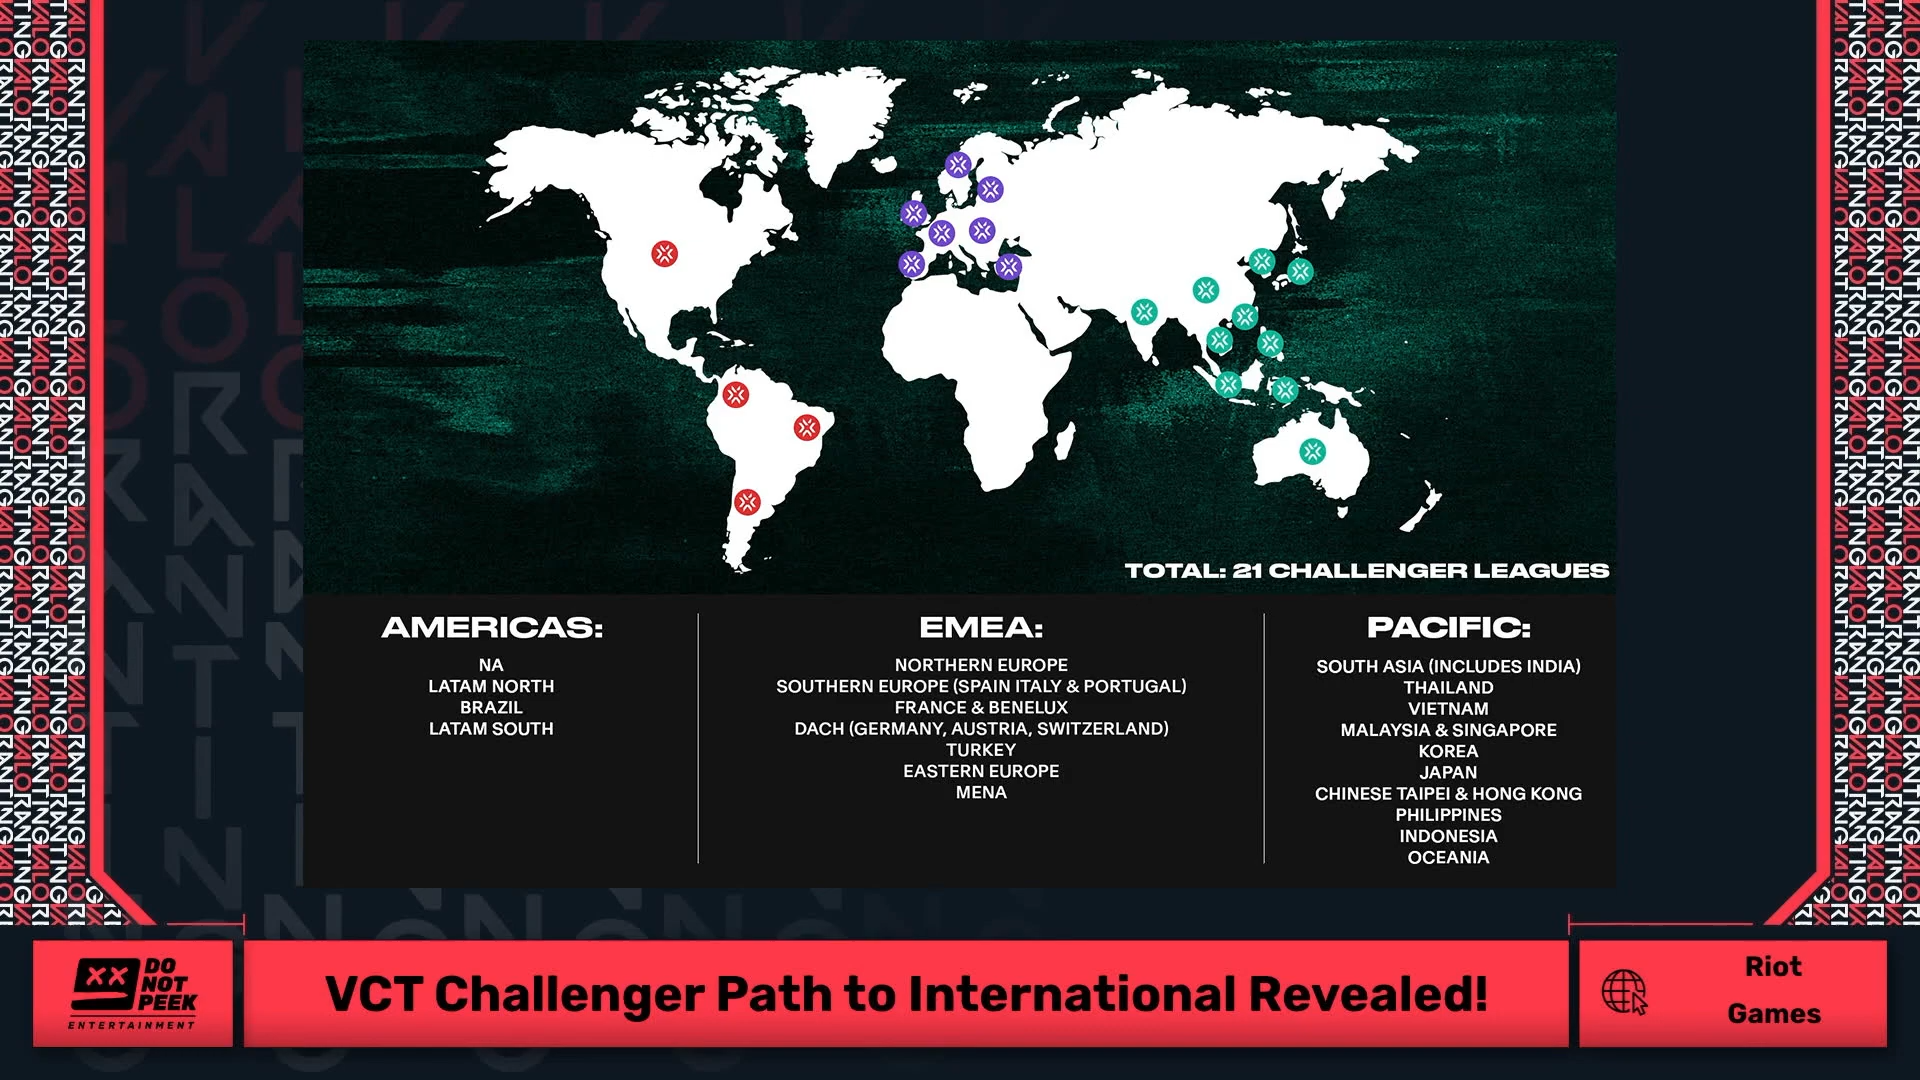 TOTAL: 21 CHALLENGER LEAGUES
AMERICAS:
NA
LATAM NORTH
BRAZIL
LATAM SOUTH
EMEA:
NORTHERN EUROPE
SOUTHERN EUROPE (SPAIN ITALY & PORTUGAL)
FRANCE & BENELUX
DACH (GERMANY, AUSTRIA, SWITZERLAND)
TURKEY
EASTERN EUROPE
MENA
PACIFIC:
SOUTH ASIA (INCLUDES INDIA)
THAILAND
VIETNAM
MALAYSIA & SINGAPORE
KOREA
JAPAN
CHINESE TAIPEI & HONG KONG
PHILIPPINES
INDONESIA
OCEANIA
DO
NOT
PEEK
ENTERTAINMENT
VCT Challenger Path to International Revealed!
Riot
Games
VALORANTING